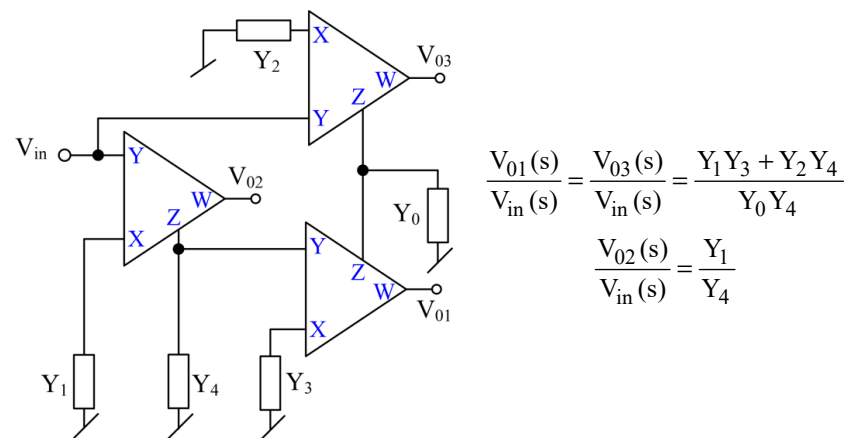 X
Y₂
V₀₃
W
Z
Y
Vᵢₙ
Y
V₀₂
W
Z
X
Y₀
Y
Z
W
V₀₁
X
Y₁
Y₄
Y₃
V₀₁(s)/Vᵢₙ(s) = V₀₃(s)/Vᵢₙ(s) = (Y₁Y₃ + Y₂Y₄)/(Y₀Y₄)
V₀₂(s)/Vᵢₙ(s) = Y₁/Y₄